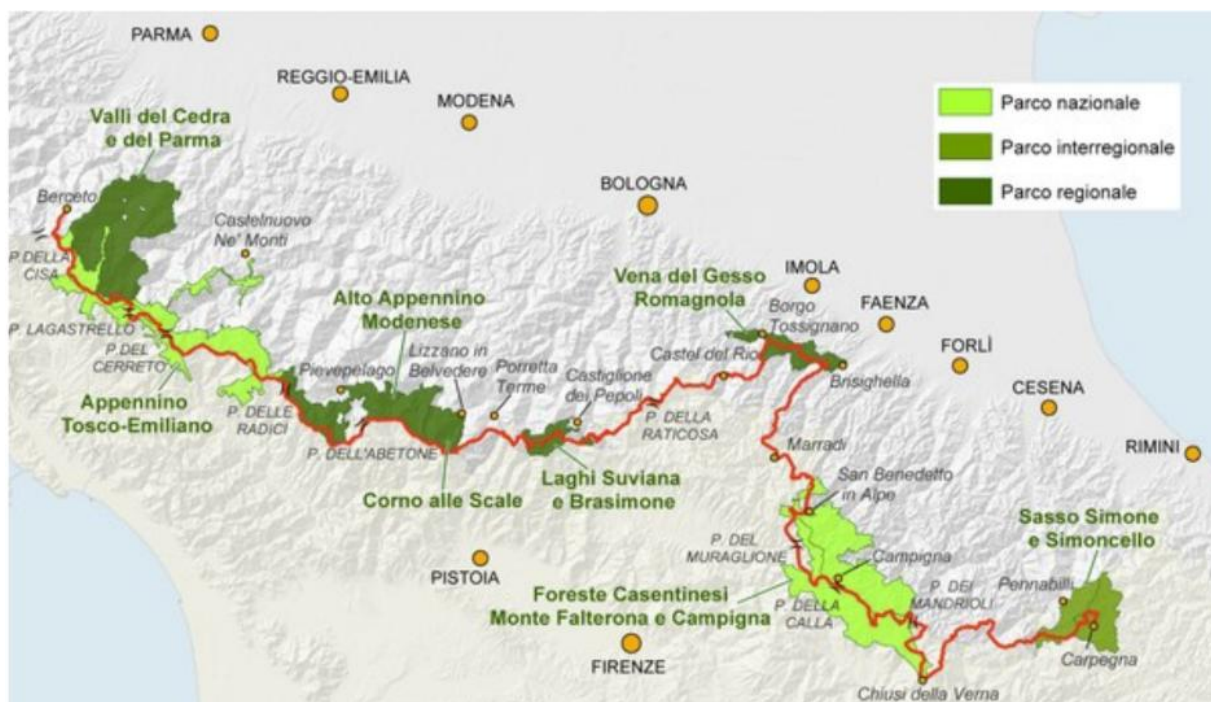 PARMA
REGGIO-EMILIA
MODENA
Parco nazionale
Parco interregionale
Parco regionale
Valli del Cedra
e del Parma
BOLOGNA
Berceto
Castelnuovo
Ne' Monti
P. DELLA
CISA
Vena del Gesso
Romagnola
IMOLA
Alto Appennino
Modenese
Borgo
Tossignano
FAENZA
P. LAGASTRELLO
P. DEL
CERRETO
Pievepelago
Lizzano in
Belvedere
Porretta
Terme
Castiglione
dei Pepoli
Castel del Rio
Brisighella
FORLÌ
CESENA
Appennino
Tosco-Emiliano
P. DELLE
RADICI
P. DELL'ABETONE
P. DELLA
RATICOSA
Marradi
RIMINI
Corno alle Scale
Laghi Suviana
e Brasimone
San Benedetto
in Alpe
Sasso Simone
e Simoncello
PISTOIA
P. DEL
MURAGLIONE
Campigna
Foreste Casentinesi
Monte Falterona e Campigna
P. DELLA
CALLA
P. DEI
MANDRIOLI
Pennabilli
FIRENZE
Carpegna
Chiusi della Verna